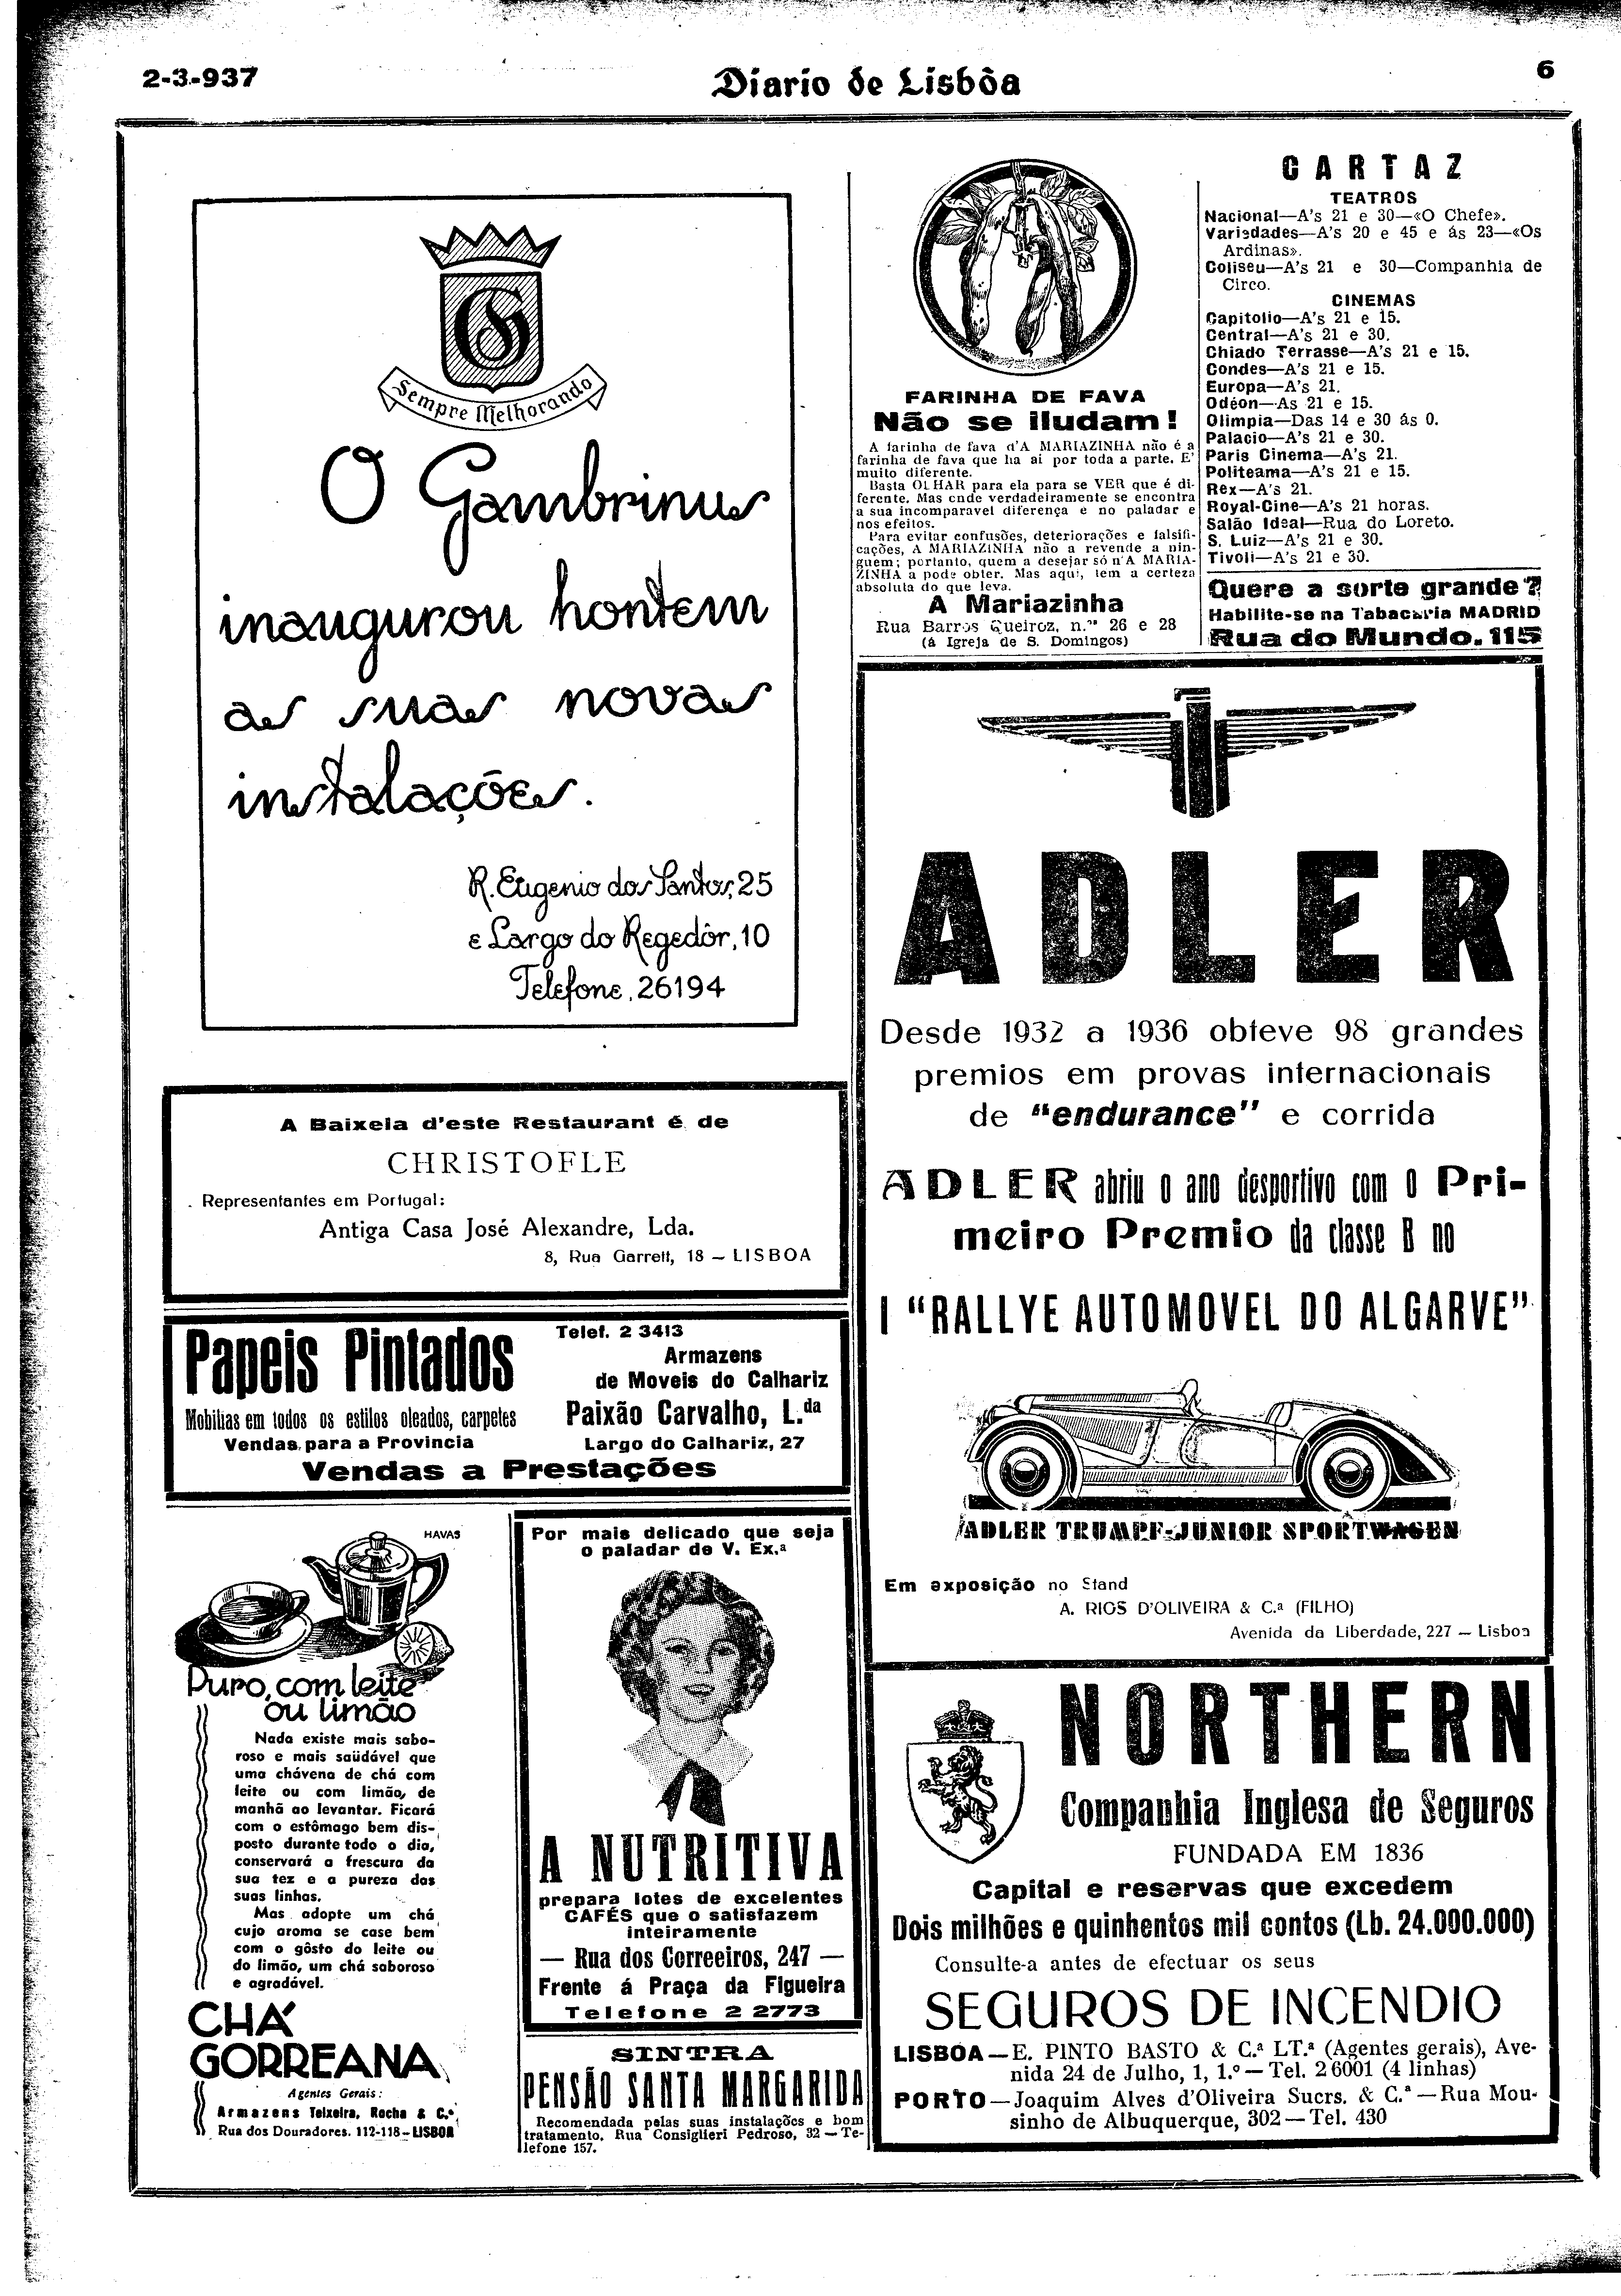 2-3-937
Diario de Lisbôa
6
Sempre Melhorando
O Gambrinus
inaugurou hontem
as suas novas
instalações.
R. Eugenio dos Santos, 25
e Largo do Regedôr, 10
Telefone, 26194
A Baixela d'este Restaurant é de
CHRISTOFLE
Representantes em Portugal:
Antiga Casa José Alexandre, Lda.
8, Rua Garrett, 18 — LISBOA
Papeis Pintados
Mobilias em todos os estilos oleados, carpetes
Vendas para a Provincia
Telef. 2 3413
Armazens
de Moveis do Calhariz
Paixão Carvalho, L.da
Largo do Calhariz, 27
Vendas a Prestações
HAVAS
Puro, com leite
ou limão
Nada existe mais sabo-
roso e mais saüdável que
uma chávena de chá com
leite ou com limão, de
manhã ao levantar. Ficará
com o estômago bem dis-
posto durante todo o dia,
conservará a frescura da
sua tez e a pureza das
suas linhas.
Mas adopte um chá
cujo aroma se case bem
com o gôsto do leite ou
do limão, um chá saboroso
e agradável.
CHÁ
GORREANA
Agentes Gerais:
Armazens Teixeira, Rocha & C.ª
Rua dos Douradores. 112-118 — LISBOA
Por mais delicado que seja
o paladar de V. Ex.ª
A NUTRITIVA
prepara lotes de excelentes
CAFÉS que o satisfazem
inteiramente
— Rua dos Correeiros, 247 —
Frente á Praça da Figueira
Telefone 2 2773
SINTRA
PENSÃO SANTA MARGARIDA
Recomendada pelas suas instalações e bom
tratamento. Rua Consiglieri Pedroso, 32 — Te-
lefone 157.
FARINHA DE FAVA
Não se iludam!
A farinha de fava d'A MARIAZINHA não é a
farinha de fava que ha ai por toda a parte. E'
muito diferente.
Basta OLHAR para ela para se VER que é di-
ferente. Mas onde verdadeiramente se encontra
a sua incomparavel diferença é no paladar e
nos efeitos.
Para evitar confusões, deteriorações e falsifi-
cações, A MARIAZINHA não a revende a nin-
guem; portanto, quem a desejar só n'A MARIA-
ZINHA a pode obter. Mas aqui, tem a certeza
absoluta do que leva.
A Mariazinha
Rua Barros Queiroz, n.os 26 e 28
(á Igreja de S. Domingos)
CARTAZ
TEATROS
Nacional—A's 21 e 30—«O Chefe».
Variedades—A's 20 e 45 e ás 23—«Os
Ardinas».
Coliseu—A's 21 e 30—Companhia de
Circo.
CINEMAS
Capitolio—A's 21 e 15.
Central—A's 21 e 30.
Chiado Terrasse—A's 21 e 15.
Condes—A's 21 e 15.
Europa—A's 21.
Odéon—As 21 e 15.
Olimpia—Das 14 e 30 ás 0.
Palacio—A's 21 e 30.
Paris Cinema—A's 21.
Politeama—A's 21 e 15.
Rex—A's 21.
Royal-Cine—A's 21 horas.
Salão Ideal—Rua do Loreto.
S. Luiz—A's 21 e 30.
Tivoli—A's 21 e 30.
Quere a sorte grande?
Habilite-se na Tabacaria MADRID
Rua do Mundo. 115
ADLER
Desde 1932 a 1936 obteve 98 grandes
premios em provas internacionais
de "endurance" e corrida
ADLER abriu o ano desportivo com o Pri-
meiro Premio da classe B no
I "RALLYE AUTOMOVEL DO ALGARVE"
ADLER TRUMPF-JUNIOR SPORTWAGEN
Em exposição no Stand
A. RIOS D'OLIVEIRA & C.ª (FILHO)
Avenida da Liberdade, 227 — Lisboa
NORTHERN
Companhia Inglesa de Seguros
FUNDADA EM 1836
Capital e reservas que excedem
Dois milhões e quinhentos mil contos (Lb. 24.000.000)
Consulte-a antes de efectuar os seus
SEGUROS DE INCENDIO
LISBOA—E. PINTO BASTO & C.ª LT.ª (Agentes gerais), Ave-
nida 24 de Julho, 1, 1.º — Tel. 2 6001 (4 linhas)
PORTO—Joaquim Alves d'Oliveira Sucrs. & C.ª — Rua Mou-
sinho de Albuquerque, 302 — Tel. 430